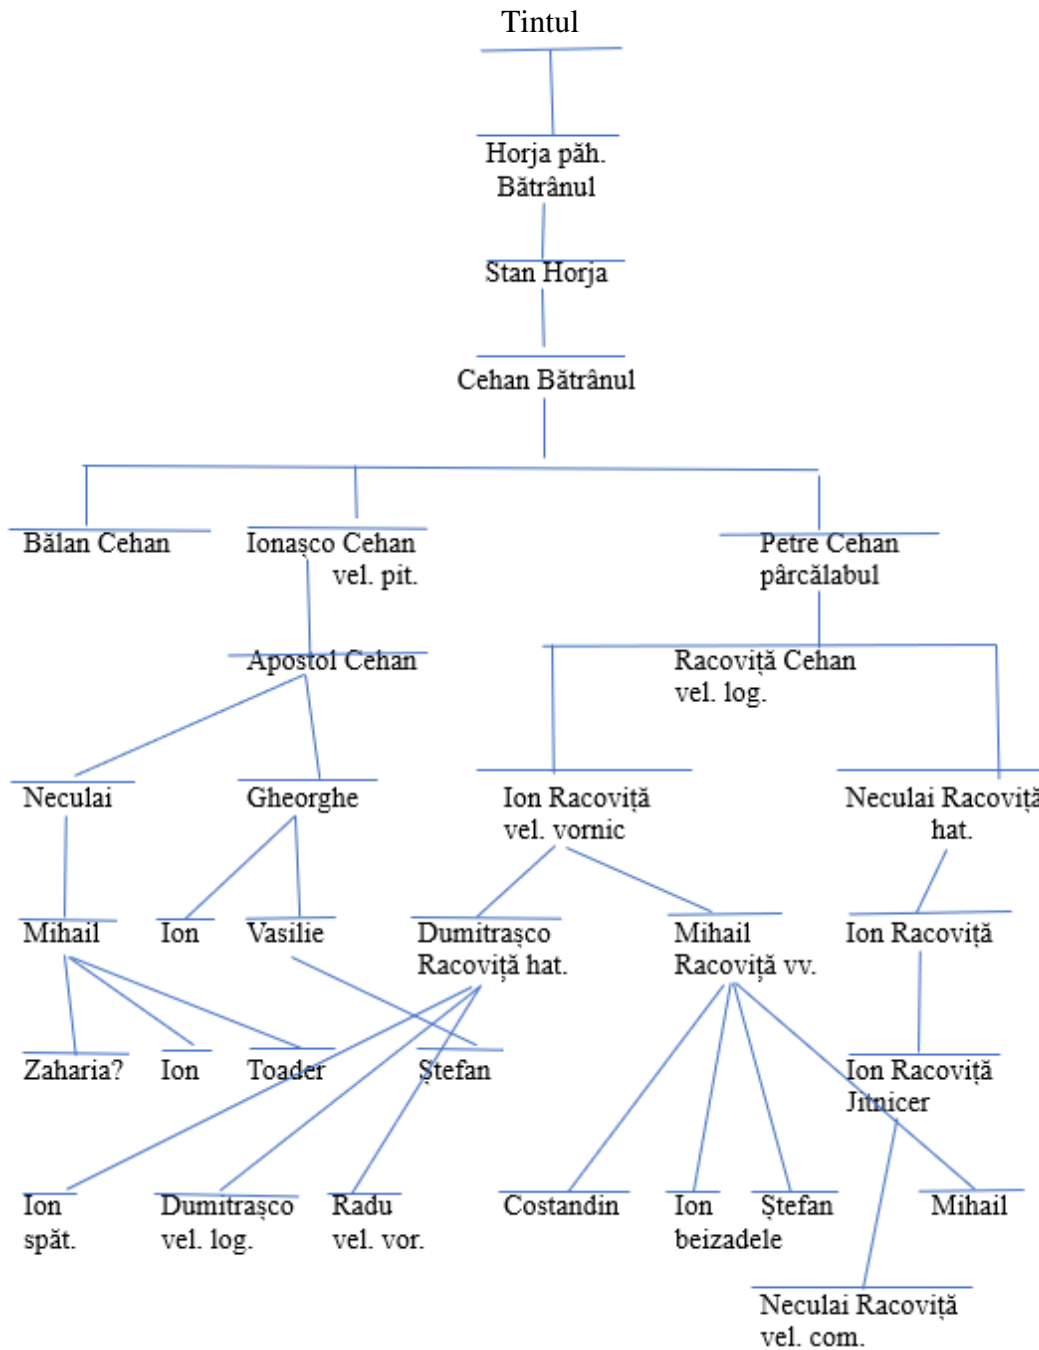 Tintul
Horja păh.
Bătrânul
Stan Horja
Cehan Bătrânul
Bălan Cehan
Ionașco Cehan
vel. pit.
Petre Cehan
pârcălabul
Apostol Cehan
Racoviță Cehan
vel. log.
Neculai
Gheorghe
Ion Racoviță
vel. vornic
Neculai Racoviță
hat.
Mihail
Ion
Vasilie
Dumitrașco
Racoviță hat.
Mihail
Racoviță vv.
Ion Racoviță
Zaharia?
Ion
Toader
Ștefan
Ion Racoviță
Jitnicer
Ion
spăt.
Dumitrașco
vel. log.
Radu
vel. vor.
Costandin
Ion
beizadele
Ștefan
Mihail
Neculai Racoviță
vel. com.